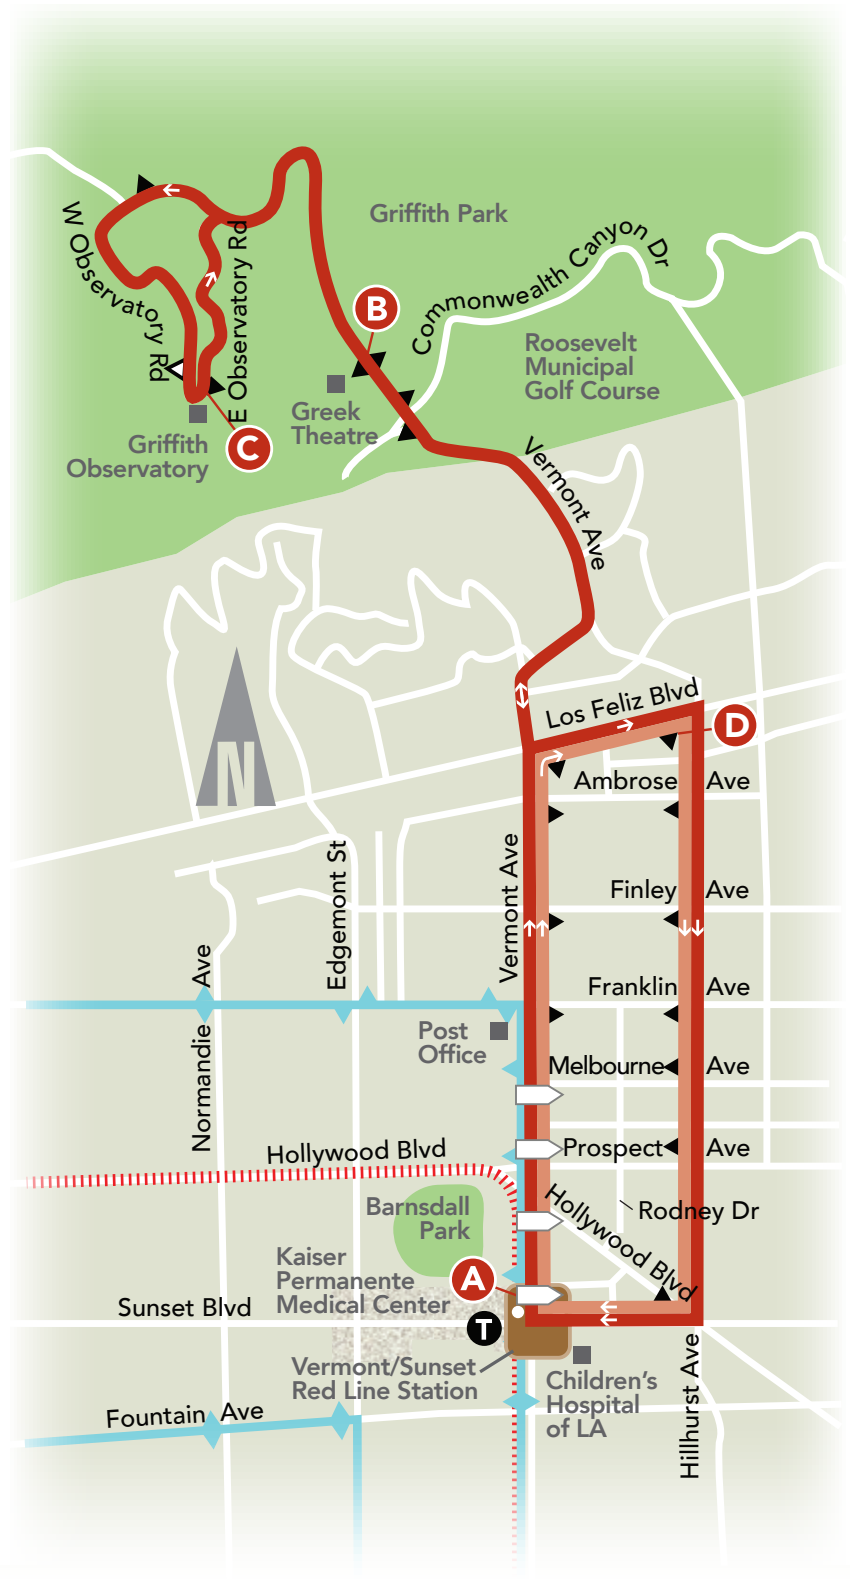 Griffith Park
W Observatory Rd
E Observatory Rd
B
Commonwealth Canyon Dr
Roosevelt
Municipal
Golf Course
Greek
Theatre
Griffith
Observatory
C
Vermont Ave
N
Los Feliz Blvd
D
Ambrose Ave
Vermont Ave
Edgemont St
Finley Ave
Normandie Ave
Franklin Ave
Post
Office
Melbourne Ave
Hollywood Blvd
Prospect Ave
Barnsdall
Park
Hollywood Blvd
Rodney Dr
Kaiser
Permanente
Medical Center
A
Sunset Blvd
T
Vermont/Sunset
Red Line Station
Children's
Hospital
of LA
Hillhurst Ave
Fountain Ave